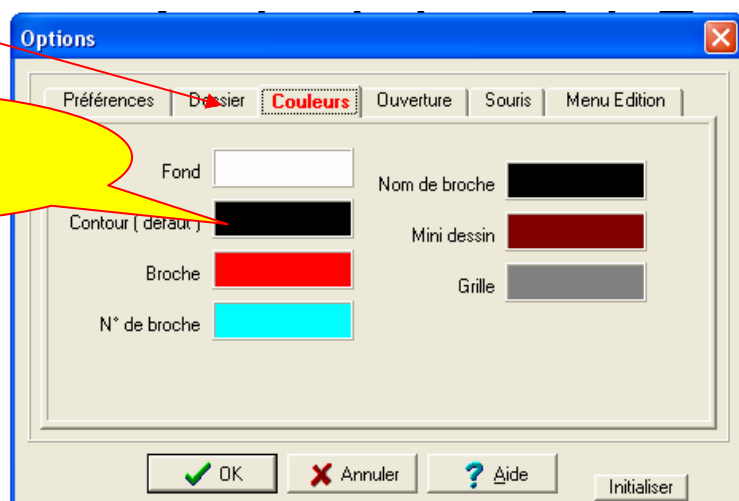 Options
Préférences Dossier Couleurs Ouverture Souris Menu Edition
Fond
Contour ( défaut )
Broche
N° de broche
Nom de broche
Mini dessin
Grille
OK Annuler Aide Initialiser